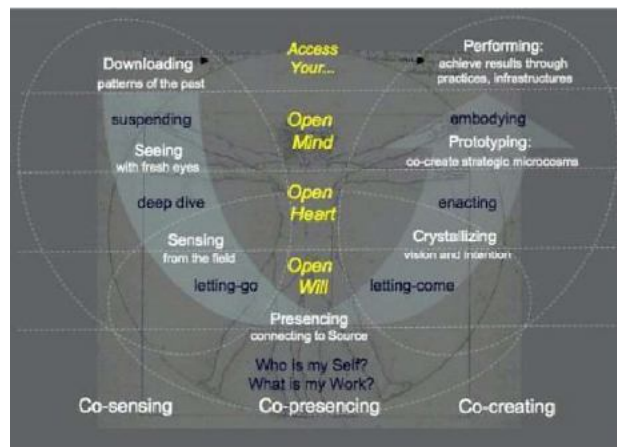 Downloading
patterns of the past
suspending
Seeing
with fresh eyes
deep dive
Sensing
from the field
letting-go
Access
Your...
Open
Mind
Open
Heart
Open
Will
Presencing
connecting to Source
Who is my Self?
What is my Work?
Performing:
achieve results through
practices, infrastructures
embodying
Prototyping:
co-create strategic microcosms
enacting
Crystallizing
vision and intention
letting-come
Co-sensing
Co-presencing
Co-creating